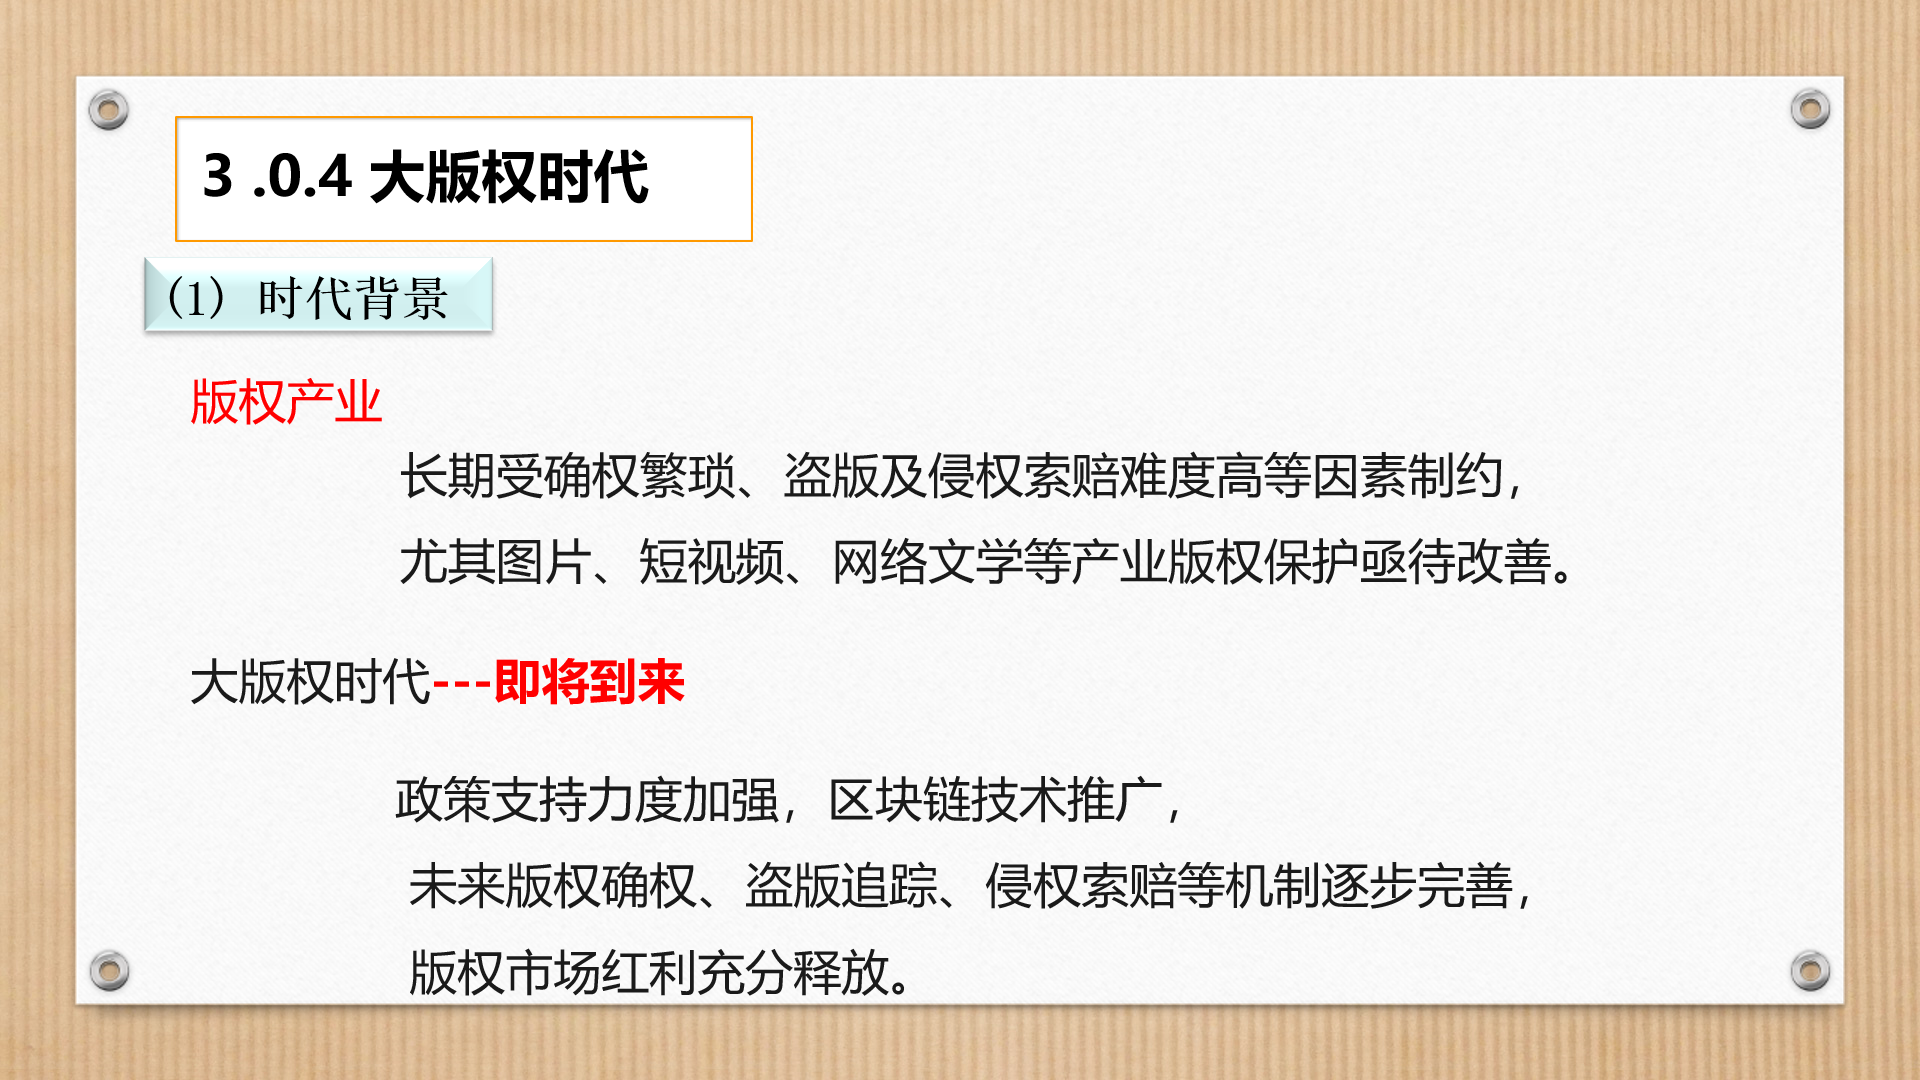 3 .0.4 大版权时代
(1) 时代背景
版权产业
长期受确权繁琐、盗版及侵权索赔难度高等因素制约，
尤其图片、短视频、网络文学等产业版权保护亟待改善。
大版权时代---即将到来
政策支持力度加强，区块链技术推广，
未来版权确权、盗版追踪、侵权索赔等机制逐步完善，
版权市场红利充分释放。